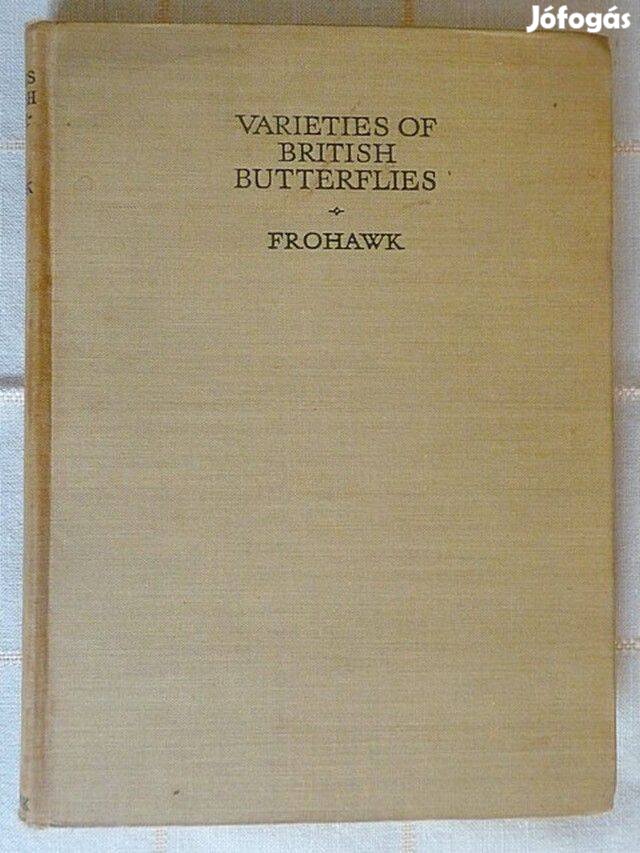 Jófogás
VARIETIES OF
BRITISH
BUTTERFLIES
FROHAWK